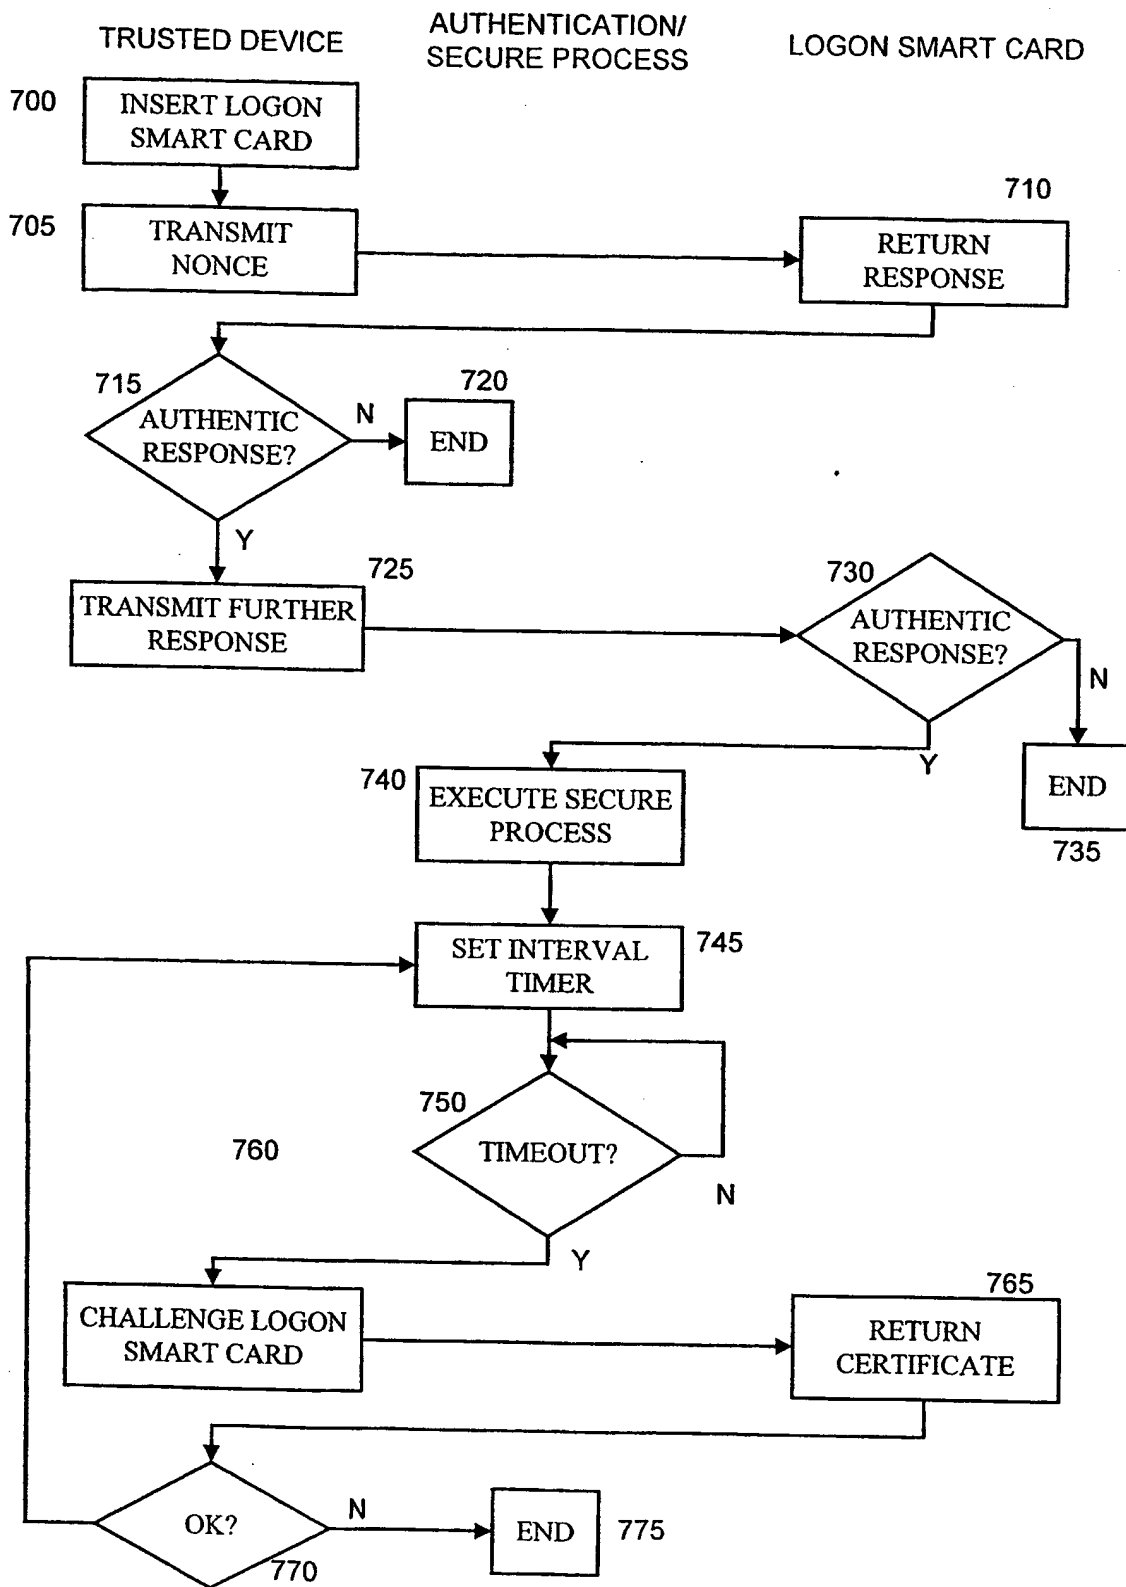 TRUSTED DEVICE
AUTHENTICATION/
SECURE PROCESS
LOGON SMART CARD
700
INSERT LOGON
SMART CARD
705
TRANSMIT
NONCE
710
RETURN
RESPONSE
715
AUTHENTIC
RESPONSE?
N
720
END
Y
725
TRANSMIT FURTHER
RESPONSE
730
AUTHENTIC
RESPONSE?
N
Y
END
735
740
EXECUTE SECURE
PROCESS
SET INTERVAL
TIMER
745
750
TIMEOUT?
N
760
Y
CHALLENGE LOGON
SMART CARD
765
RETURN
CERTIFICATE
OK?
770
N
END
775